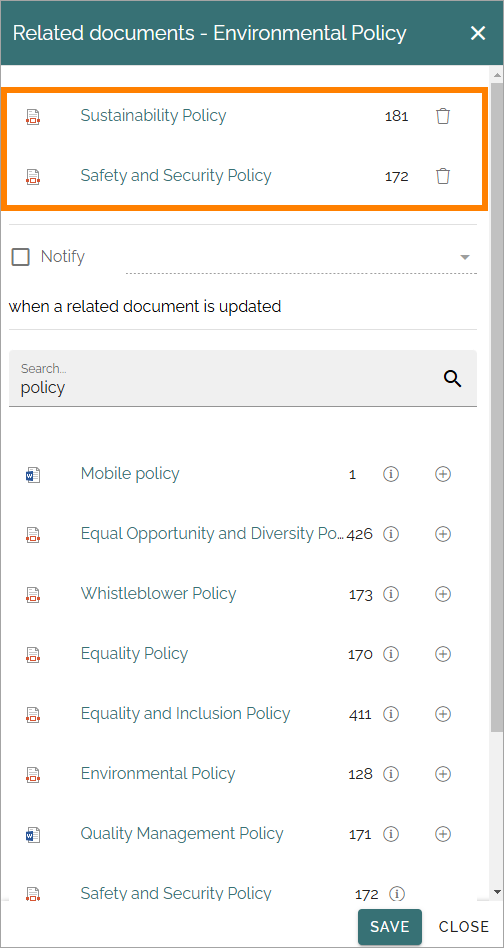 Related documents - Environmental Policy
Sustainability Policy 181
Safety and Security Policy 172
Notify
when a related document is updated
Search...
policy
Mobile policy 1
Equal Opportunity and Diversity Po... 426
Whistleblower Policy 173
Equality Policy 170
Equality and Inclusion Policy 411
Environmental Policy 128
Quality Management Policy 171
Safety and Security Policy 172
SAVE CLOSE